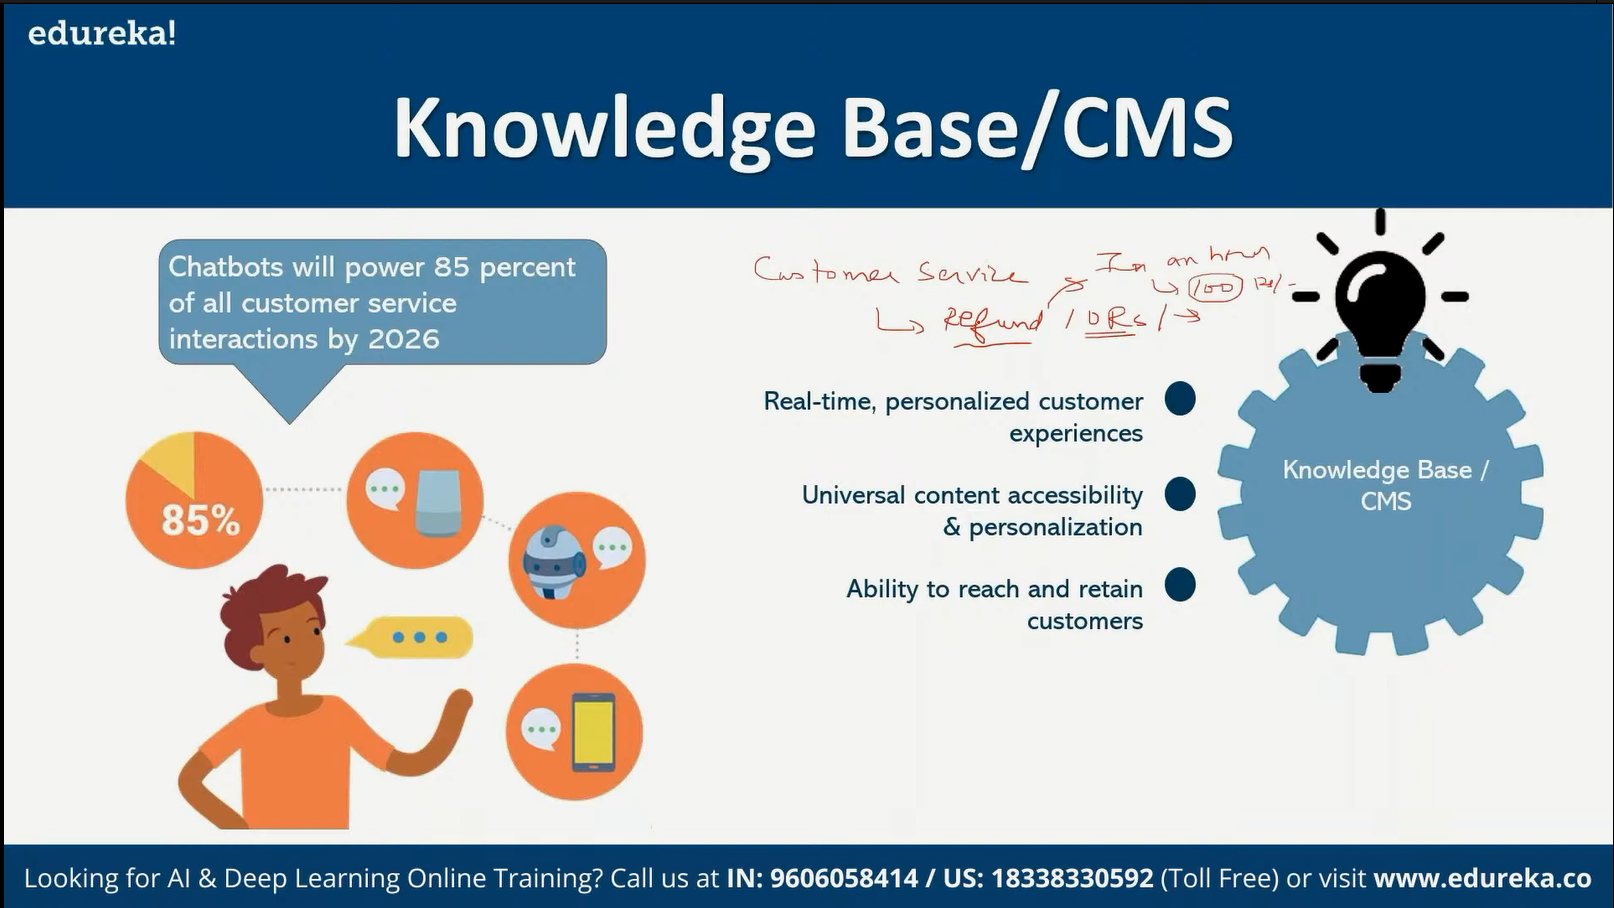 edureka!
Knowledge Base/CMS
Chatbots will power 85 percent
of all customer service
interactions by 2026
85%
Customer Service
In an hour
100
Refund / DRs /
Real-time, personalized customer
experiences
Universal content accessibility
& personalization
Ability to reach and retain
customers
Knowledge Base /
CMS
Looking for AI & Deep Learning Online Training? Call us at IN: 9606058414 / US: 18338330592 (Toll Free) or visit www.edureka.co